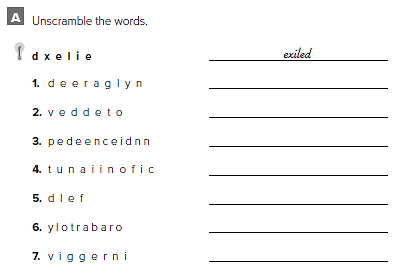 A Unscramble the words.
d x e l i e exiled
1. d e e r a g l y n
2. v e d d e t o
3. p e d e e n c e i d n n
4. t u n a i i n o f i c
5. d l e f
6. y l o t r a b a r o
7. v i g g e r n i